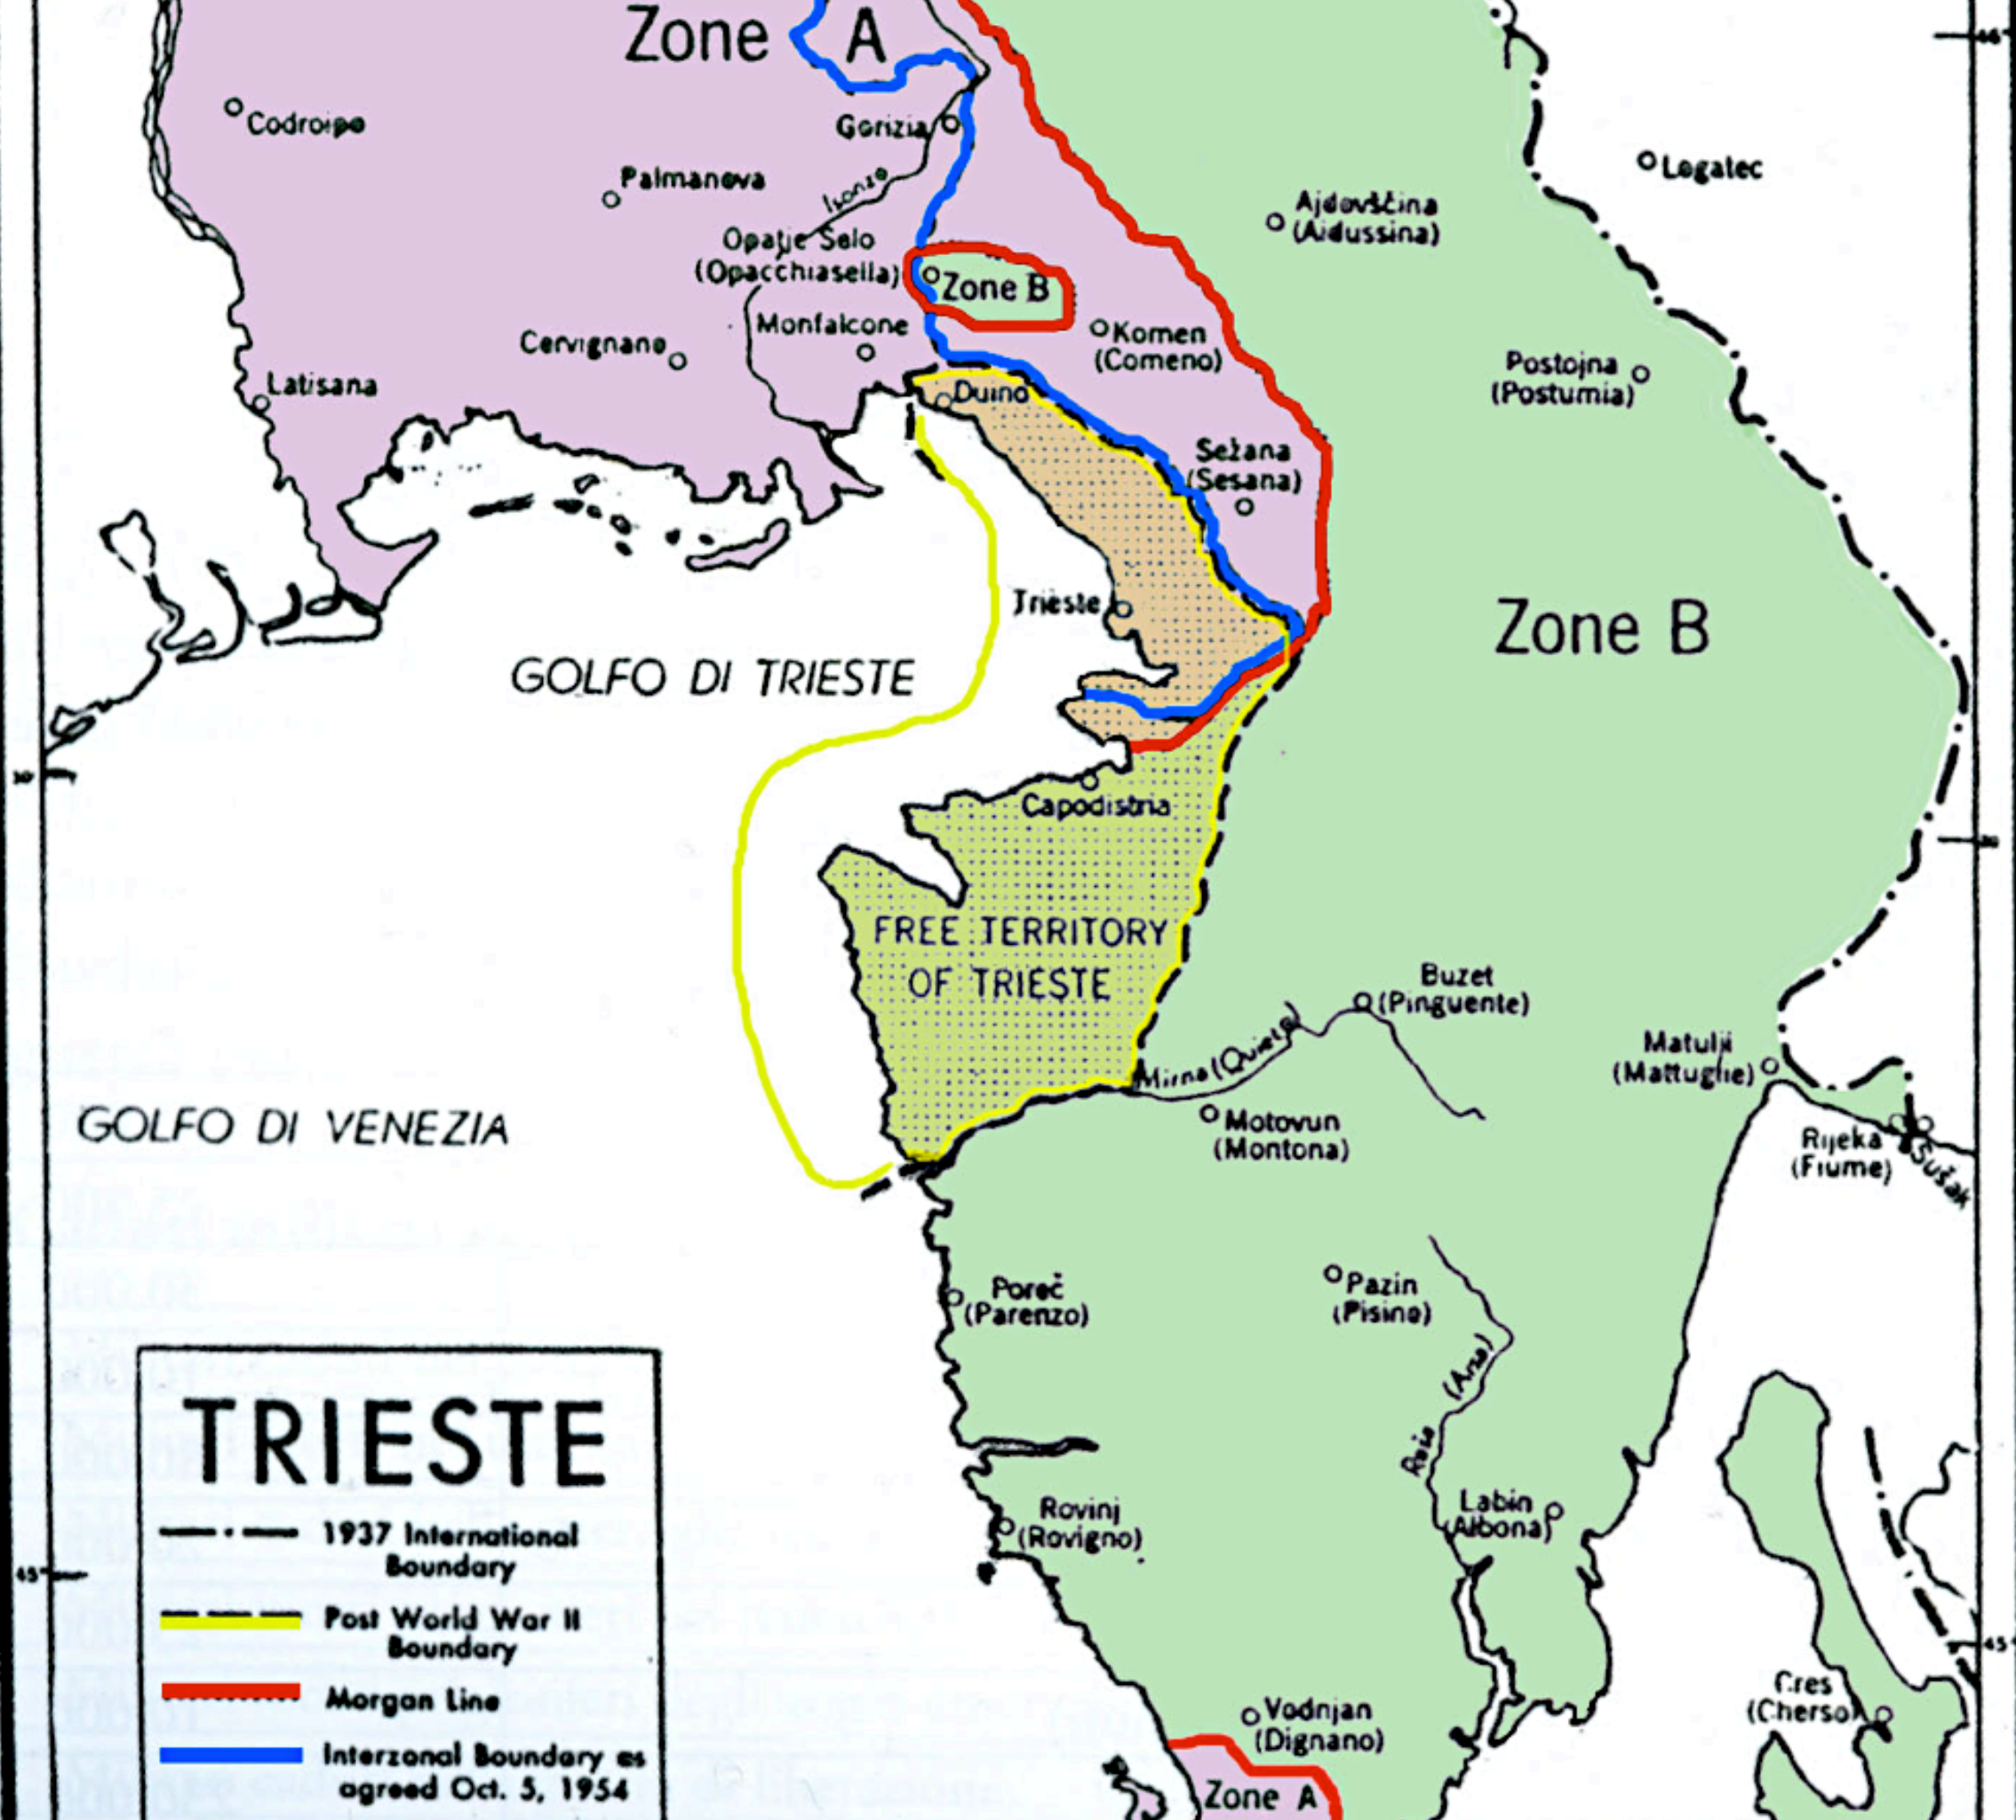 Zone A
Codroipo
Gorizia
Palmanova
Isonzo
Logatec
Ajdovščina
(Aidussina)
Opatje Selo
(Opacchiasella)
Zone B
Monfalcone
Cervignano
Komen
(Comeno)
Postojna
(Postumia)
Latisana
Duino
Sežana
(Sesana)
Trieste
Zone B
GOLFO DI TRIESTE
Capodistria
FREE TERRITORY
OF TRIESTE
Buzet
(Pinguente)
Mirna (Quieto)
Matulji
(Mattuglie)
GOLFO DI VENEZIA
Motovun
(Montona)
Rijeka
(Fiume)
Sušak
Poreč
(Parenzo)
Pazin
(Pisino)
(Arsa)
Raša
Rovinj
(Rovigno)
Labin
(Albona)
Cres
(Cherso)
Vodnjan
(Dignano)
Zone A
TRIESTE
1937 International
Boundary
Post World War II
Boundary
Morgan Line
Interzonal Boundary as
agreed Oct. 5, 1954
45°
45°